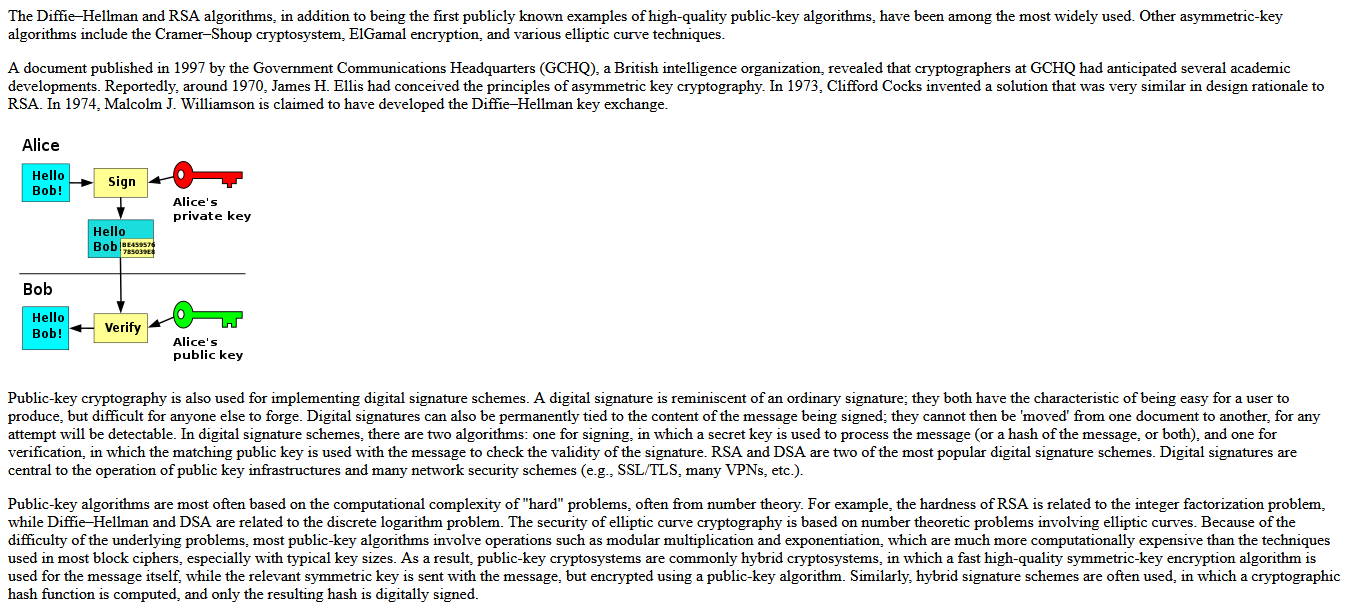 The Diffie–Hellman and RSA algorithms, in addition to being the first publicly known examples of high-quality public-key algorithms, have been among the most widely used. Other asymmetric-key
algorithms include the Cramer–Shoup cryptosystem, ElGamal encryption, and various elliptic curve techniques.
A document published in 1997 by the Government Communications Headquarters (GCHQ), a British intelligence organization, revealed that cryptographers at GCHQ had anticipated several academic
developments. Reportedly, around 1970, James H. Ellis had conceived the principles of asymmetric key cryptography. In 1973, Clifford Cocks invented a solution that was very similar in design rationale to
RSA. In 1974, Malcolm J. Williamson is claimed to have developed the Diffie–Hellman key exchange.
Alice
Hello
Bob!
Sign
Alice's
private key
Hello
Bob!
BE459576
785039E8
Bob
Hello
Bob!
Verify
Alice's
public key
Public-key cryptography is also used for implementing digital signature schemes. A digital signature is reminiscent of an ordinary signature; they both have the characteristic of being easy for a user to
produce, but difficult for anyone else to forge. Digital signatures can also be permanently tied to the content of the message being signed; they cannot then be 'moved' from one document to another, for any
attempt will be detectable. In digital signature schemes, there are two algorithms: one for signing, in which a secret key is used to process the message (or a hash of the message, or both), and one for
verification, in which the matching public key is used with the message to check the validity of the signature. RSA and DSA are two of the most popular digital signature schemes. Digital signatures are
central to the operation of public key infrastructures and many network security schemes (e.g., SSL/TLS, many VPNs, etc.).
Public-key algorithms are most often based on the computational complexity of "hard" problems, often from number theory. For example, the hardness of RSA is related to the integer factorization problem,
while Diffie–Hellman and DSA are related to the discrete logarithm problem. The security of elliptic curve cryptography is based on number theoretic problems involving elliptic curves. Because of the
difficulty of the underlying problems, most public-key algorithms involve operations such as modular multiplication and exponentiation, which are much more computationally expensive than the techniques
used in most block ciphers, especially with typical key sizes. As a result, public-key cryptosystems are commonly hybrid cryptosystems, in which a fast high-quality symmetric-key encryption algorithm is
used for the message itself, while the relevant symmetric key is sent with the message, but encrypted using a public-key algorithm. Similarly, hybrid signature schemes are often used, in which a cryptographic
hash function is computed, and only the resulting hash is digitally signed.